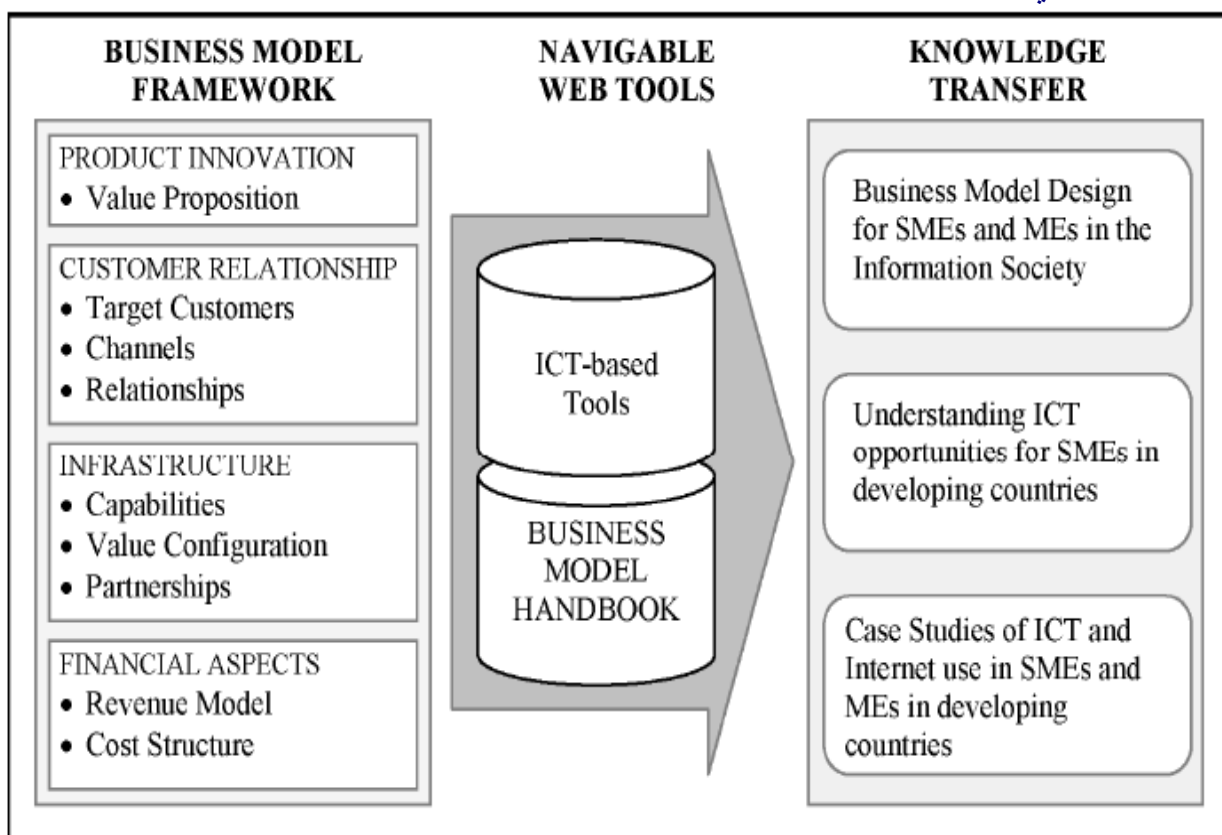 BUSINESS MODEL
FRAMEWORK
PRODUCT INNOVATION
• Value Proposition
CUSTOMER RELATIONSHIP
• Target Customers
• Channels
• Relationships
INFRASTRUCTURE
• Capabilities
• Value Configuration
• Partnerships
FINANCIAL ASPECTS
• Revenue Model
• Cost Structure
NAVIGABLE
WEB TOOLS
ICT-based
Tools
BUSINESS
MODEL
HANDBOOK
KNOWLEDGE
TRANSFER
Business Model Design
for SMEs and MEs in the
Information Society
Understanding ICT
opportunities for SMEs in
developing countries
Case Studies of ICT and
Internet use in SMEs and
MEs in developing
countries